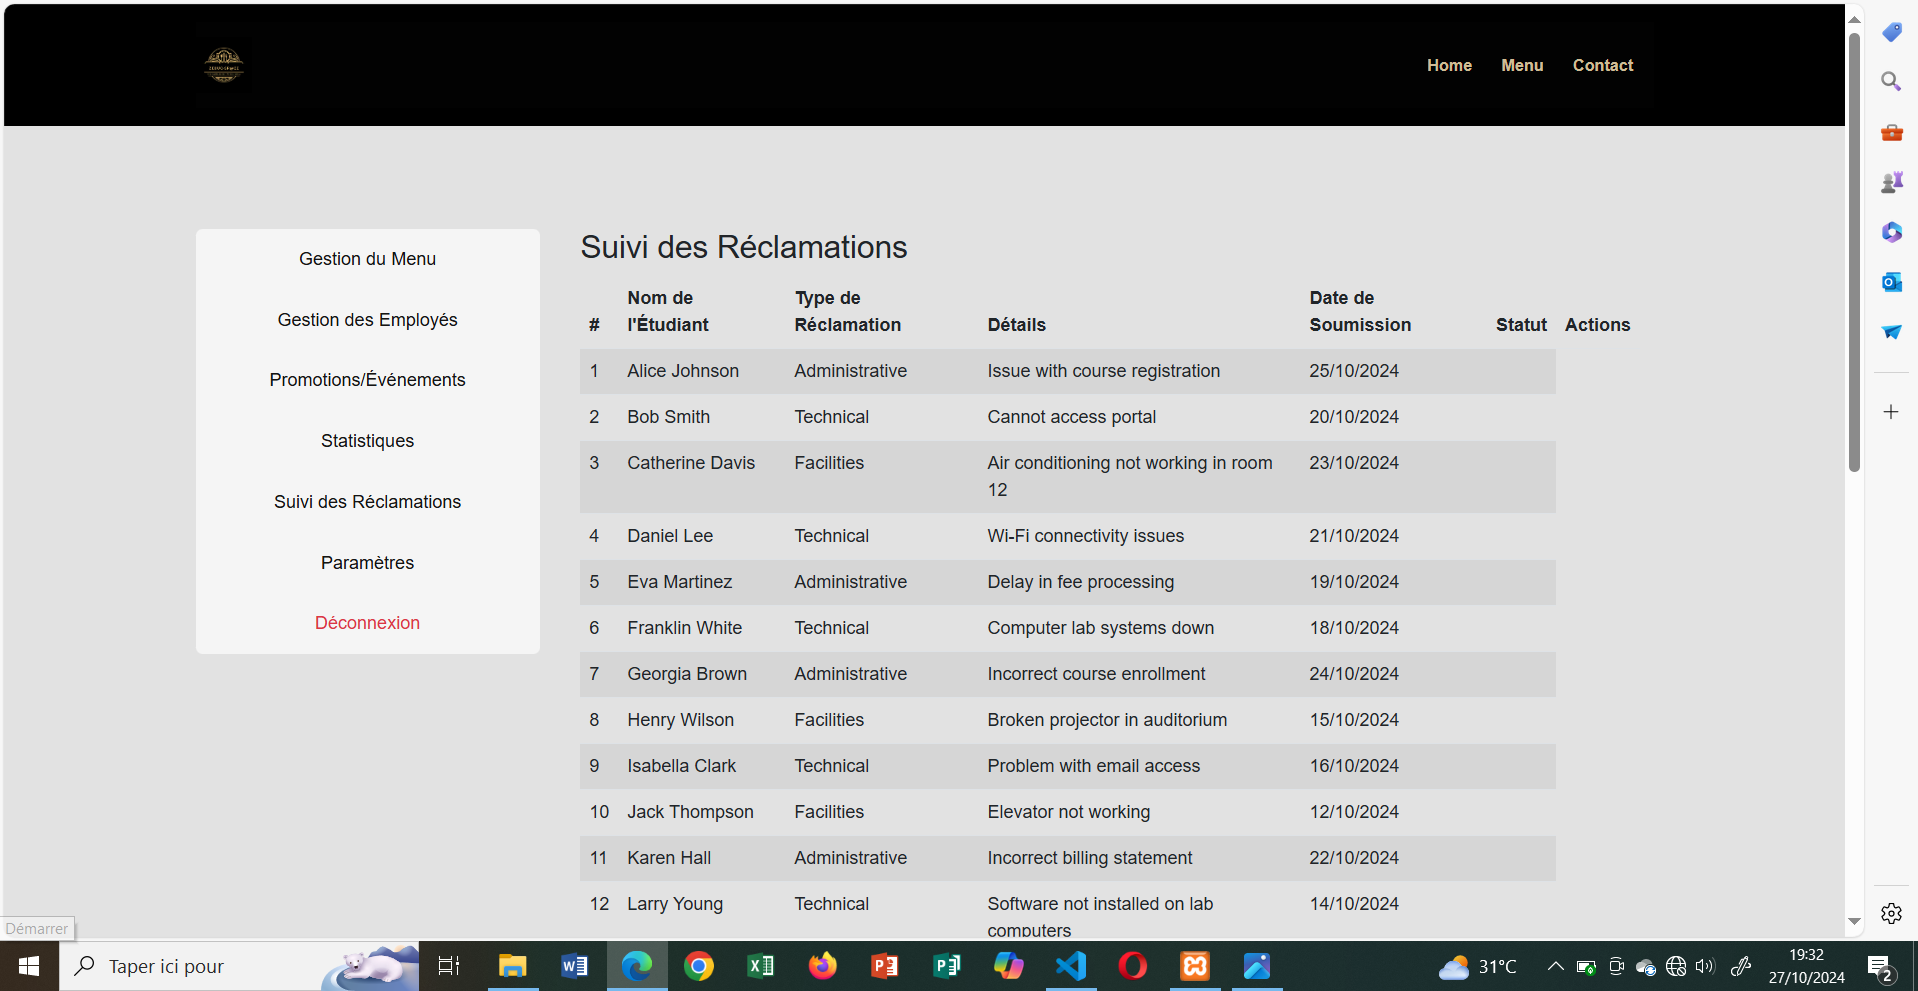 Home Menu Contact
Gestion du Menu
Gestion des Employés
Promotions/Événements
Statistiques
Suivi des Réclamations
Paramètres
Déconnexion
Suivi des Réclamations
# Nom de l'Étudiant Type de Réclamation Détails Date de Soumission Statut Actions
1 Alice Johnson Administrative Issue with course registration 25/10/2024
2 Bob Smith Technical Cannot access portal 20/10/2024
3 Catherine Davis Facilities Air conditioning not working in room 12 23/10/2024
4 Daniel Lee Technical Wi-Fi connectivity issues 21/10/2024
5 Eva Martinez Administrative Delay in fee processing 19/10/2024
6 Franklin White Technical Computer lab systems down 18/10/2024
7 Georgia Brown Administrative Incorrect course enrollment 24/10/2024
8 Henry Wilson Facilities Broken projector in auditorium 15/10/2024
9 Isabella Clark Technical Problem with email access 16/10/2024
10 Jack Thompson Facilities Elevator not working 12/10/2024
11 Karen Hall Administrative Incorrect billing statement 22/10/2024
12 Larry Young Technical Software not installed on lab computers 14/10/2024
Démarrer
Taper ici pour
31°C
19:32
27/10/2024
2